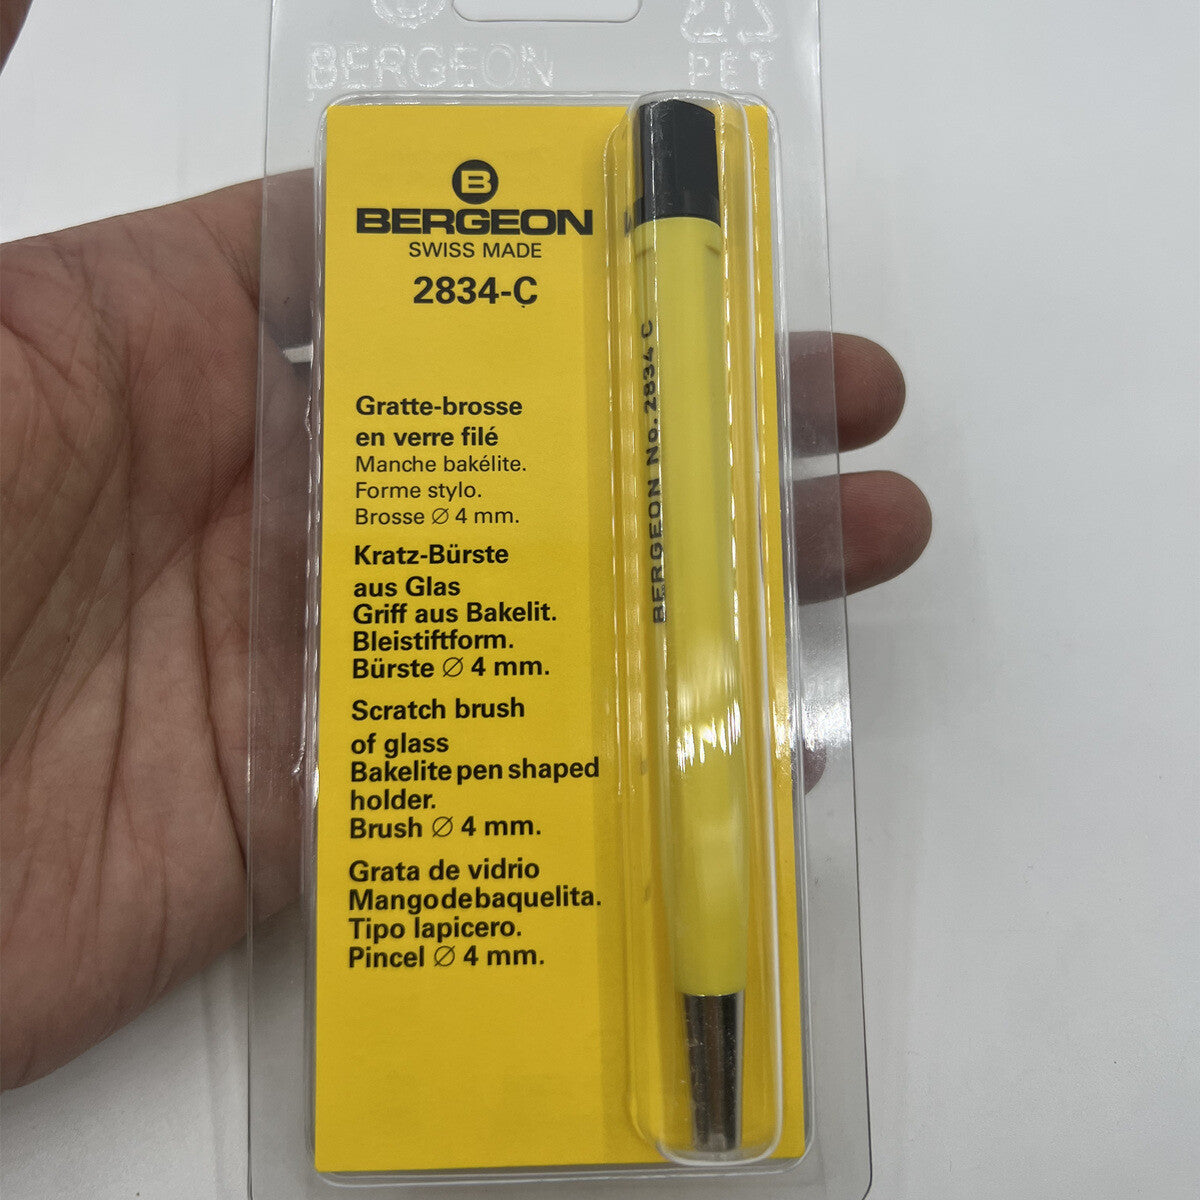 BERGEON
PET
B
BERGEON
SWISS MADE
2834-C
Gratte-brosse
en verre filé
Manche bakélite.
Forme stylo.
Brosse ∅ 4 mm.
Kratz-Bürste
aus Glas
Griff aus Bakelit.
Bleistiftform.
Bürste ∅ 4 mm.
Scratch brush
of glass
Bakelite pen shaped
holder.
Brush ∅ 4 mm.
Grata de vidrio
Mangodebaquelita.
Tipo lapicero.
Pincel ∅ 4 mm.
BERGEON No. 2834 C